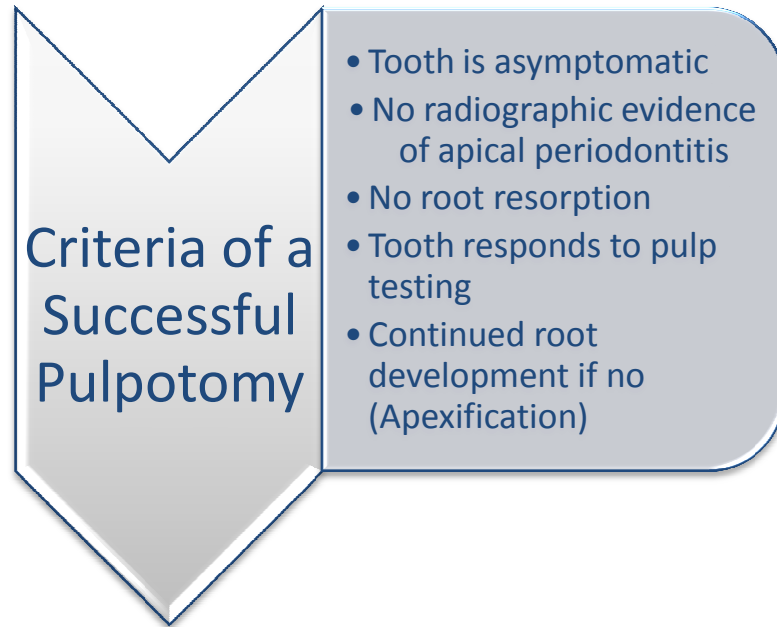 Criteria of a
Successful
Pulpotomy
• Tooth is asymptomatic
• No radiographic evidence
of apical periodontitis
• No root resorption
• Tooth responds to pulp
testing
• Continued root
development if no
(Apexification)